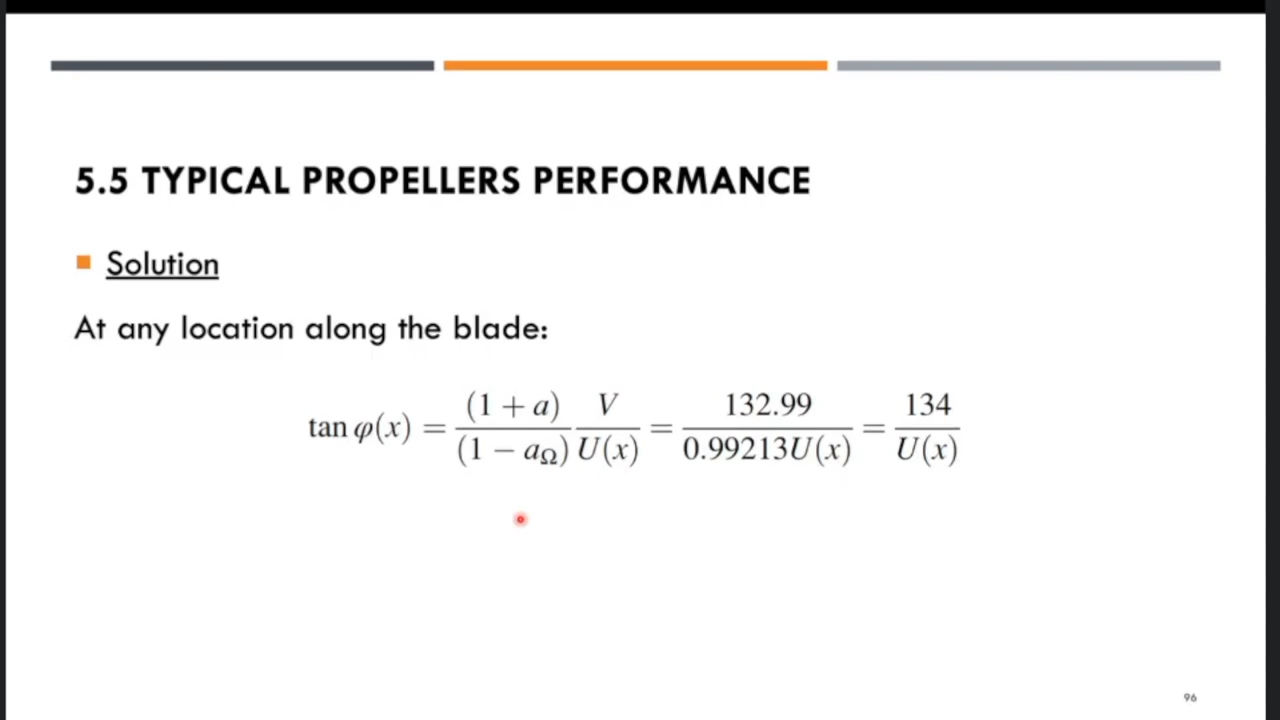 5.5 TYPICAL PROPELLERS PERFORMANCE
Solution
At any location along the blade:
tan φ(x) = (1 + a)/(1 − a_Ω) V/U(x) = 132.99/0.99213U(x) = 134/U(x)
96